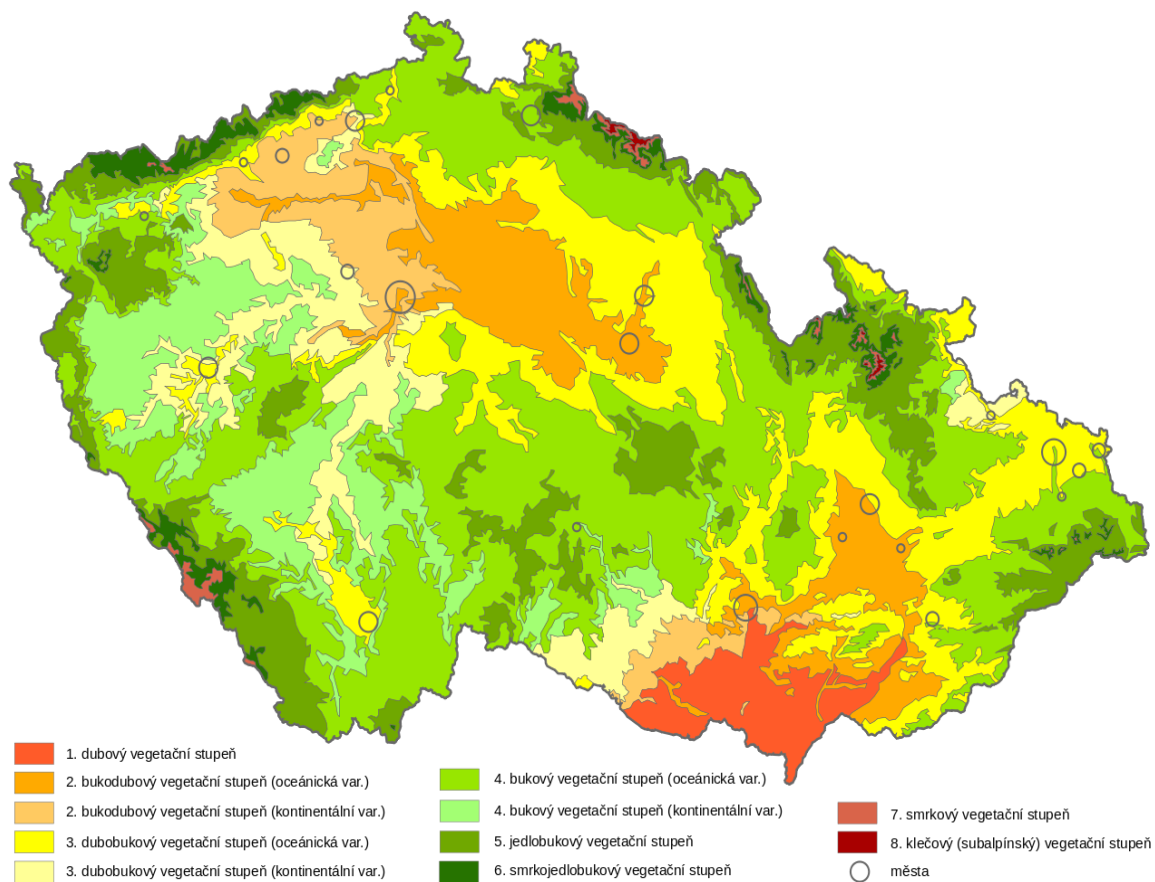 1. dubový vegetační stupeň
2. bukodubový vegetační stupeň (oceánická var.)
2. bukodubový vegetační stupeň (kontinentální var.)
3. dubobukový vegetační stupeň (oceánická var.)
3. dubobukový vegetační stupeň (kontinentální var.)
4. bukový vegetační stupeň (oceánická var.)
4. bukový vegetační stupeň (kontinentální var.)
5. jedlobukový vegetační stupeň
6. smrkojedlobukový vegetační stupeň
7. smrkový vegetační stupeň
8. klečový (subalpínský) vegetační stupeň
města